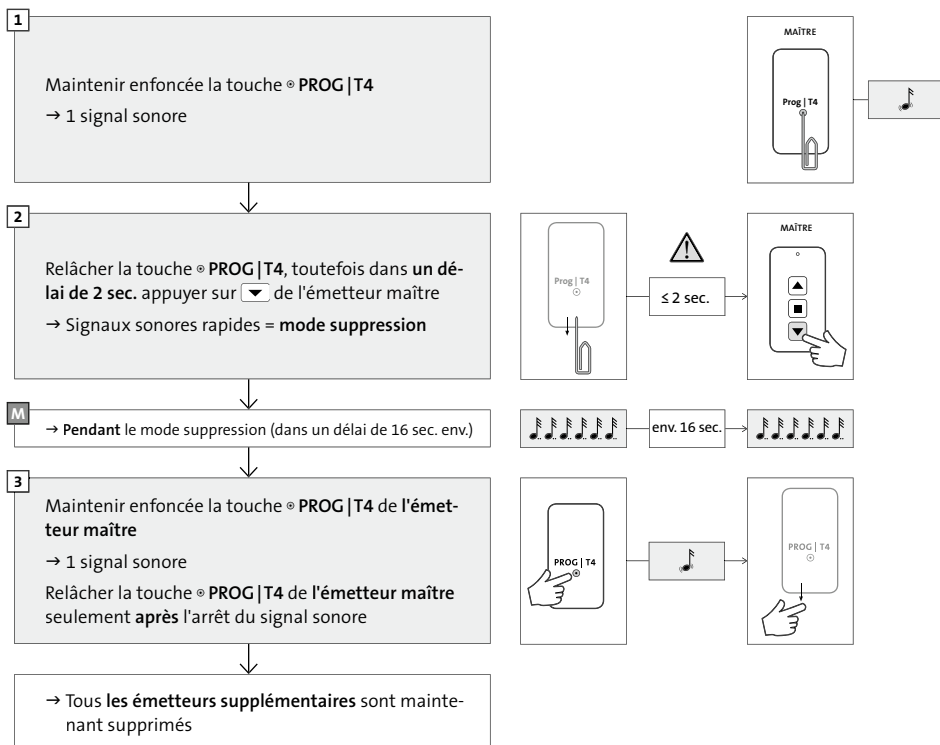 1
Maintenir enfoncée la touche ⊙ PROG|T4
→ 1 signal sonore
MAÎTRE
Prog | T4
2
Relâcher la touche ⊙ PROG|T4, toutefois dans un dé-
lai de 2 sec. appuyer sur ▼ de l'émetteur maître
→ Signaux sonores rapides = mode suppression
Prog | T4
≤ 2 sec.
MAÎTRE
M
→ Pendant le mode suppression (dans un délai de 16 sec. env.)
env. 16 sec.
3
Maintenir enfoncée la touche ⊙ PROG|T4 de l'émet-
teur maître
→ 1 signal sonore
Relâcher la touche ⊙ PROG|T4 de l'émetteur maître
seulement après l'arrêt du signal sonore
PROG | T4
PROG | T4
→ Tous les émetteurs supplémentaires sont mainte-
nant supprimés